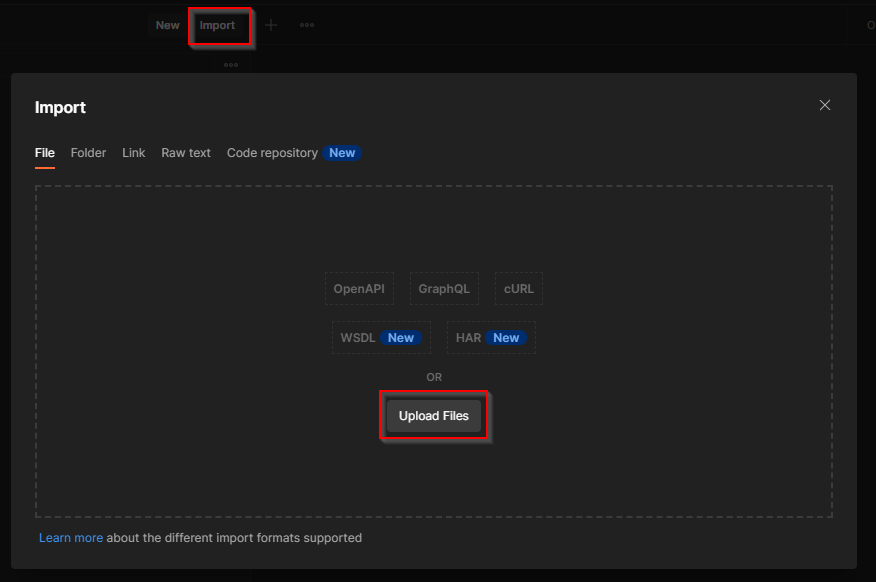 New Import
Import
File Folder Link Raw text Code repository New
OpenAPI GraphQL cURL
WSDL New HAR New
OR
Upload Files
Learn more about the different import formats supported